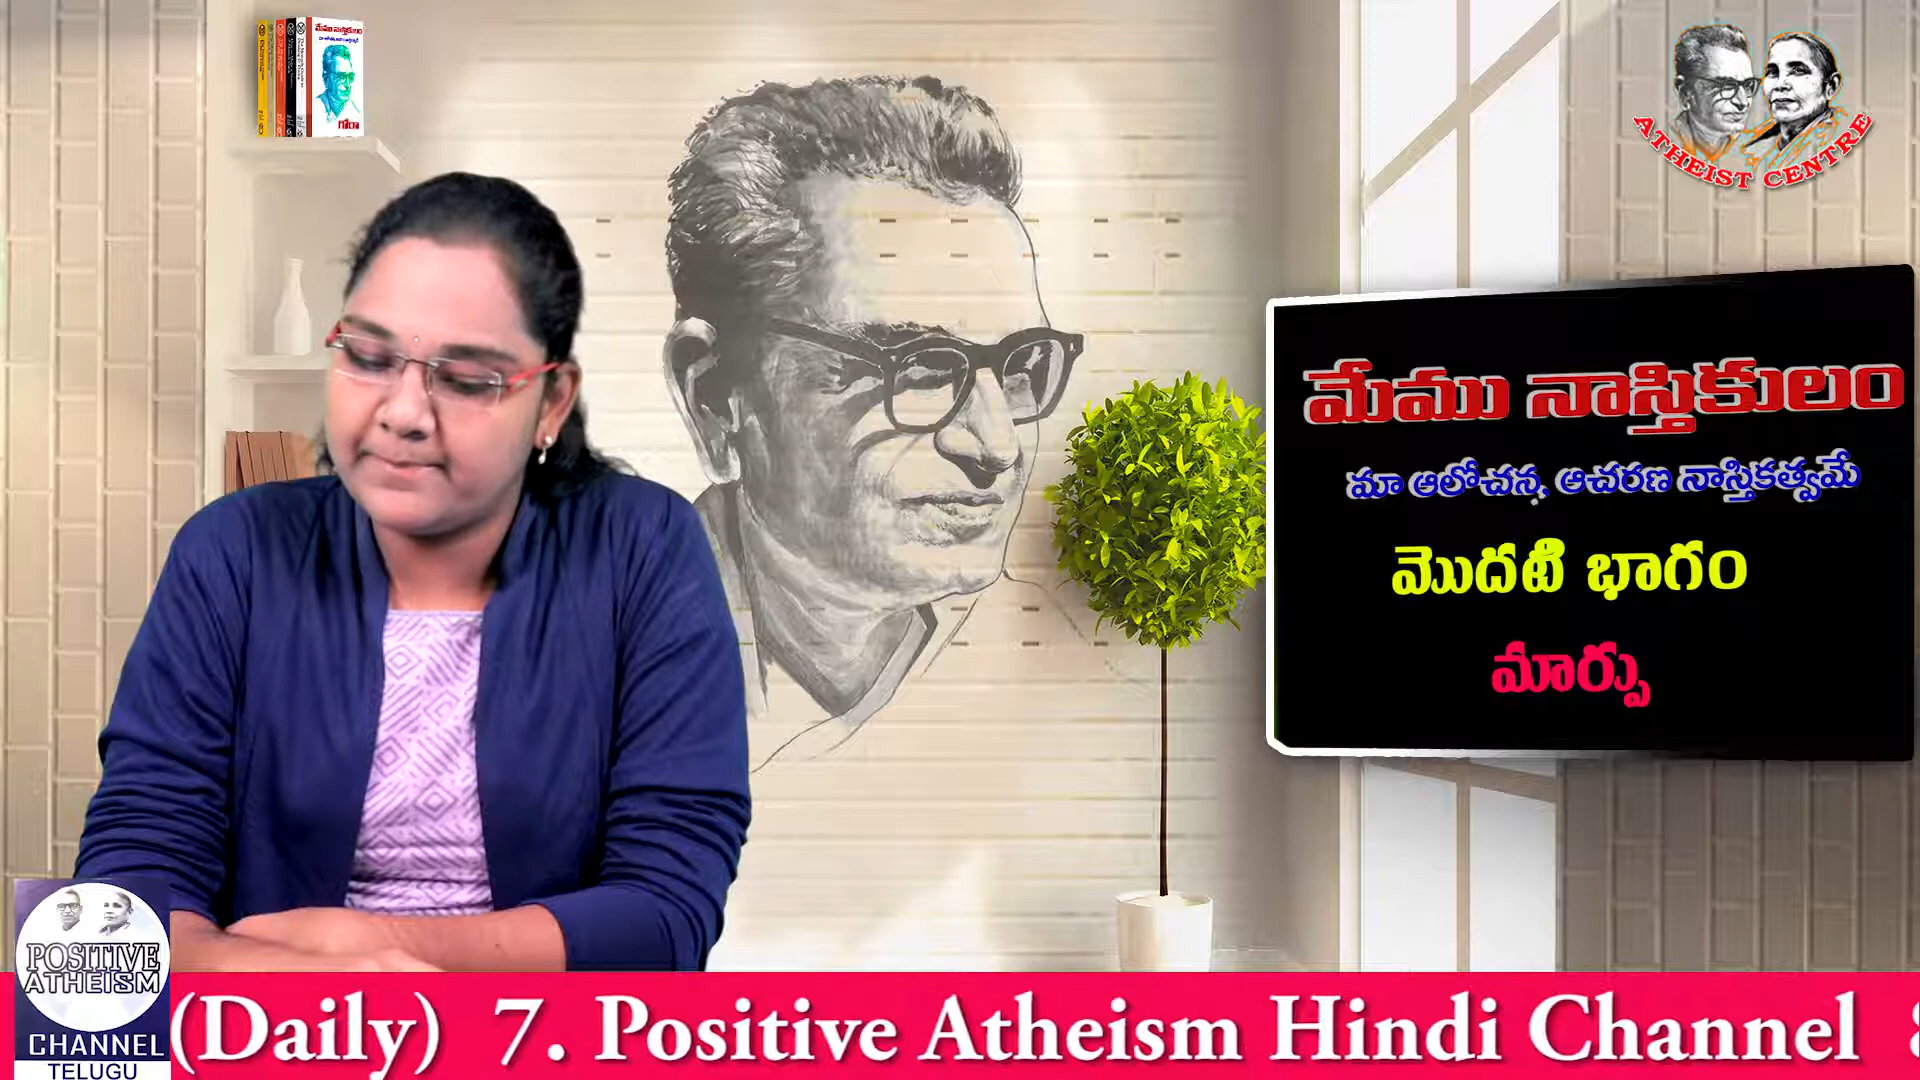 మేము నాస్తికులం
గోరా
ATHEIST CENTRE
మేము నాస్తికులం
మా ఆలోచన, ఆచరణ నాస్తికత్వమే
మొదటి భాగం
మార్పు
POSITIVE
ATHEISM
CHANNEL
TELUGU
(Daily) 7. Positive Atheism Hindi Channel